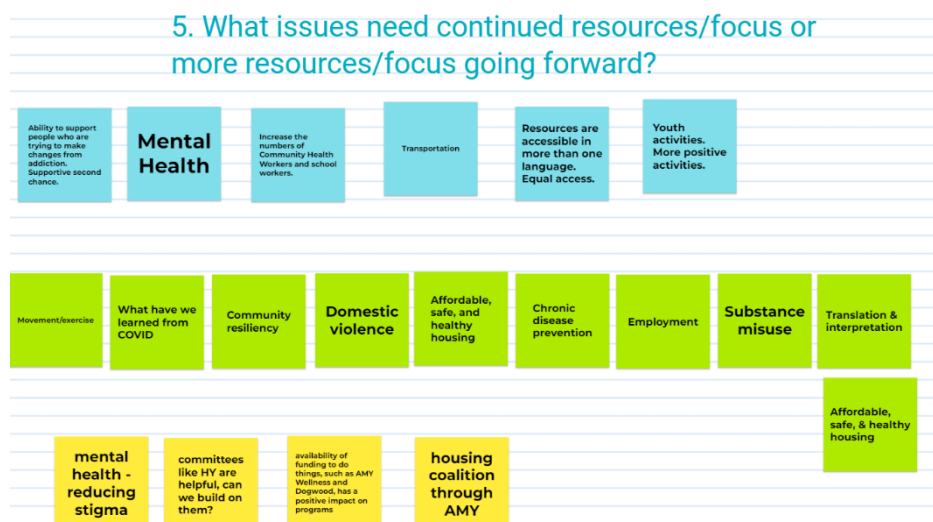 5. What issues need continued resources/focus or
more resources/focus going forward?
Ability to support
people who are
trying to make
changes from
addiction.
Supportive second
chance.
Mental
Health
Increase the
numbers of
Community Health
Workers and school
workers.
Transportation
Resources are
accessible in
more than one
language.
Equal access.
Youth
activities.
More positive
activities.
Movement/exercise
What have we
learned from
COVID
Community
resiliency
Domestic
violence
Affordable,
safe, and
healthy
housing
Chronic
disease
prevention
Employment
Substance
misuse
Translation &
interpretation
Affordable,
safe, & healthy
housing
mental
health -
reducing
stigma
committees
like HY are
helpful, can
we build on
them?
availability of
funding to do
things, such as AMY
Wellness and
Dogwood, has a
positive impact on
programs
housing
coalition
through
AMY